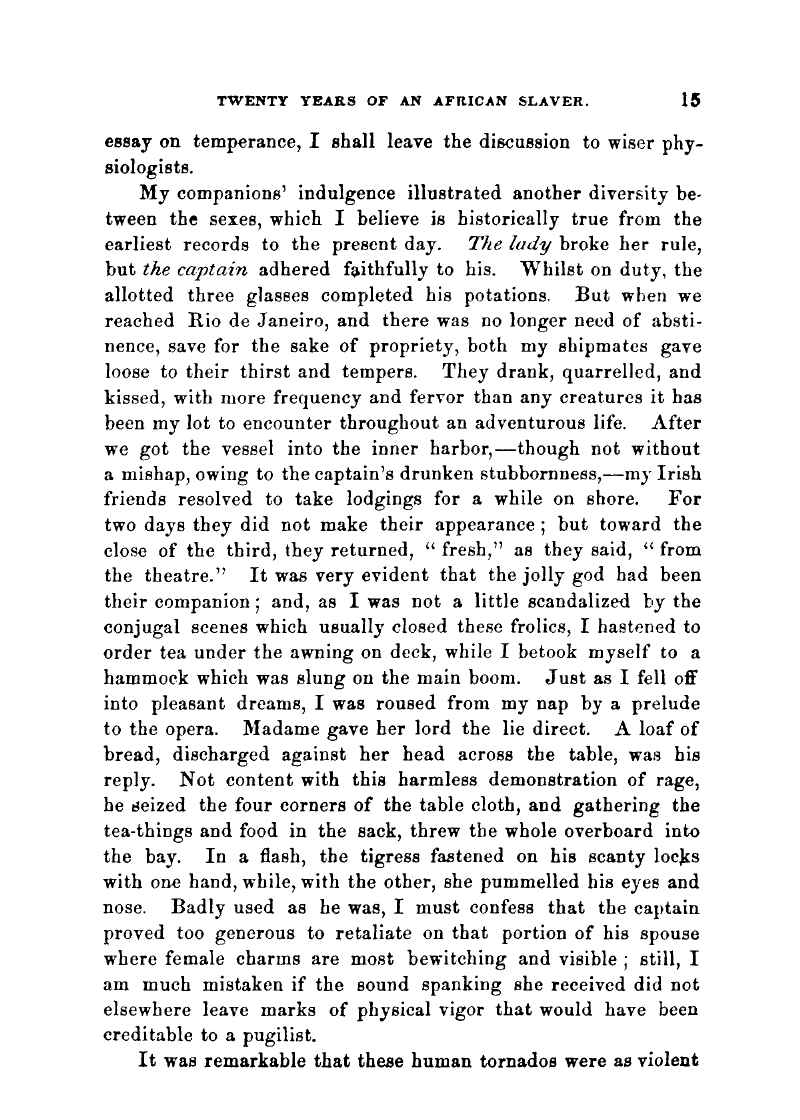 TWENTY YEARS OF AN AFRICAN SLAVER. 15
essay on temperance, I shall leave the discussion to wiser phy-
siologists.
My companions' indulgence illustrated another diversity be-
tween the sexes, which I believe is historically true from the
earliest records to the present day. The lady broke her rule,
but the captain adhered faithfully to his. Whilst on duty, the
allotted three glasses completed his potations. But when we
reached Rio de Janeiro, and there was no longer need of absti-
nence, save for the sake of propriety, both my shipmates gave
loose to their thirst and tempers. They drank, quarrelled, and
kissed, with more frequency and fervor than any creatures it has
been my lot to encounter throughout an adventurous life. After
we got the vessel into the inner harbor,—though not without
a mishap, owing to the captain's drunken stubbornness,—my Irish
friends resolved to take lodgings for a while on shore. For
two days they did not make their appearance ; but toward the
close of the third, they returned, " fresh," as they said, " from
the theatre." It was very evident that the jolly god had been
their companion ; and, as I was not a little scandalized by the
conjugal scenes which usually closed these frolics, I hastened to
order tea under the awning on deck, while I betook myself to a
hammock which was slung on the main boom. Just as I fell off
into pleasant dreams, I was roused from my nap by a prelude
to the opera. Madame gave her lord the lie direct. A loaf of
bread, discharged against her head across the table, was his
reply. Not content with this harmless demonstration of rage,
he seized the four corners of the table cloth, and gathering the
tea-things and food in the sack, threw the whole overboard into
the bay. In a flash, the tigress fastened on his scanty locks
with one hand, while, with the other, she pummelled his eyes and
nose. Badly used as he was, I must confess that the captain
proved too generous to retaliate on that portion of his spouse
where female charms are most bewitching and visible ; still, I
am much mistaken if the sound spanking she received did not
elsewhere leave marks of physical vigor that would have been
creditable to a pugilist.
It was remarkable that these human tornados were as violent